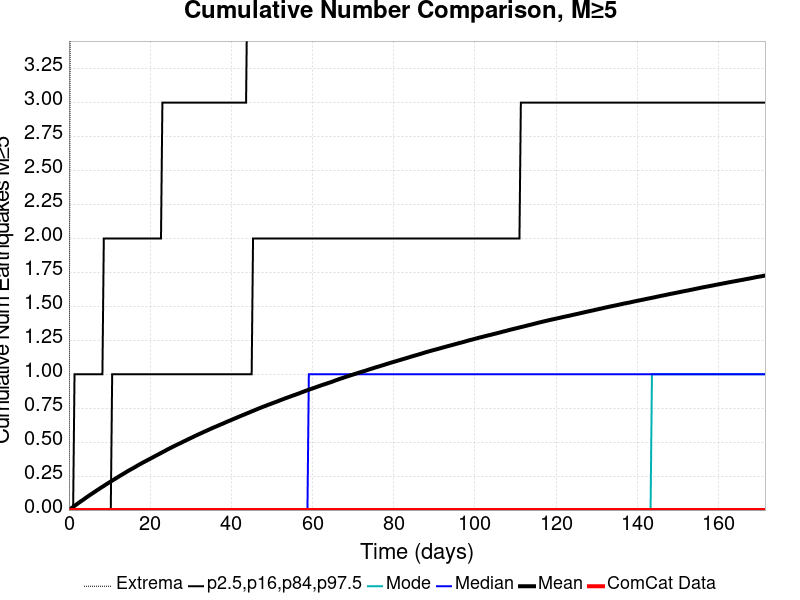 Cumulative Number Comparison, M≥5
Cumulative Num Earthquakes M≥5
3.25
3.00
2.75
2.50
2.25
2.00
1.75
1.50
1.25
1.00
0.75
0.50
0.25
0.00
0 20 40 60 80 100 120 140 160
Time (days)
Extrema p2.5,p16,p84,p97.5 Mode Median Mean ComCat Data